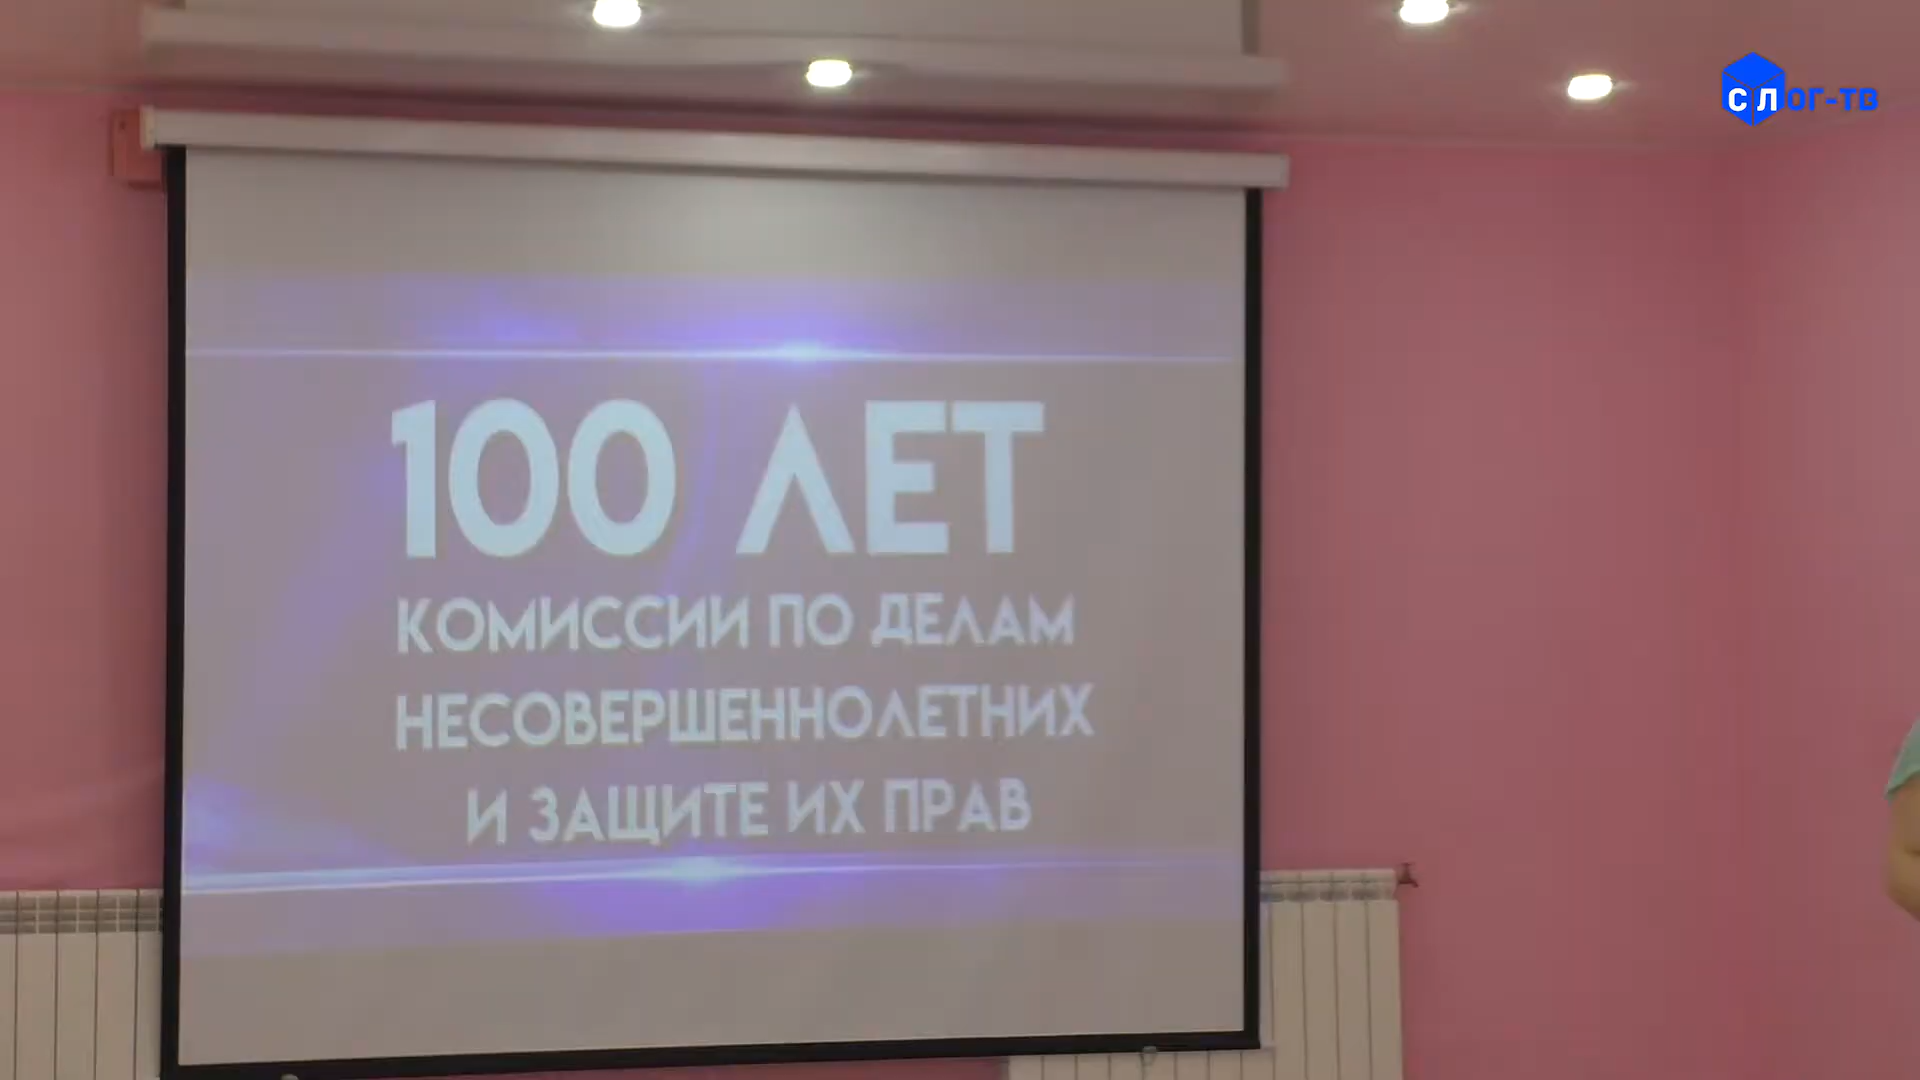 СЛОГ-ТВ
100 ЛЕТ
КОМИССИИ ПО ДЕЛАМ
НЕСОВЕРШЕННОЛЕТНИХ
И ЗАЩИТЕ ИХ ПРАВ